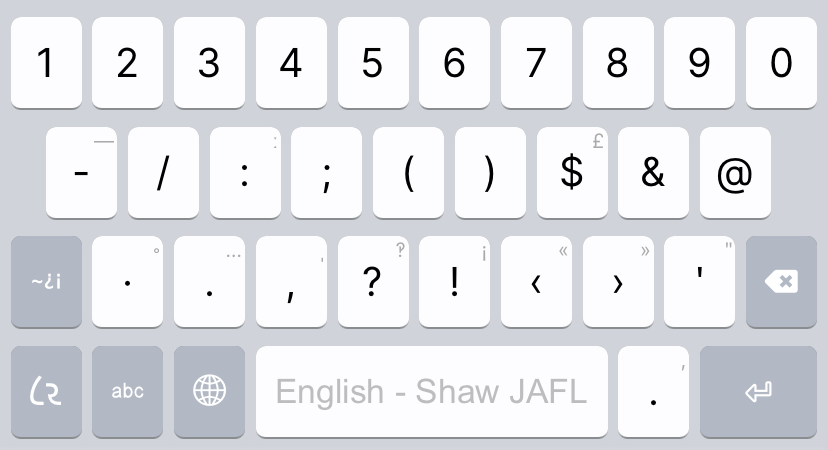 1 2 3 4 5 6 7 8 9 0
- — / : : ; ( ) $ £ & @
~¿¡ · ° . … , ' ? ‽ ! ¡ ‹ « › » ' "
abc English - Shaw JAFL . ′